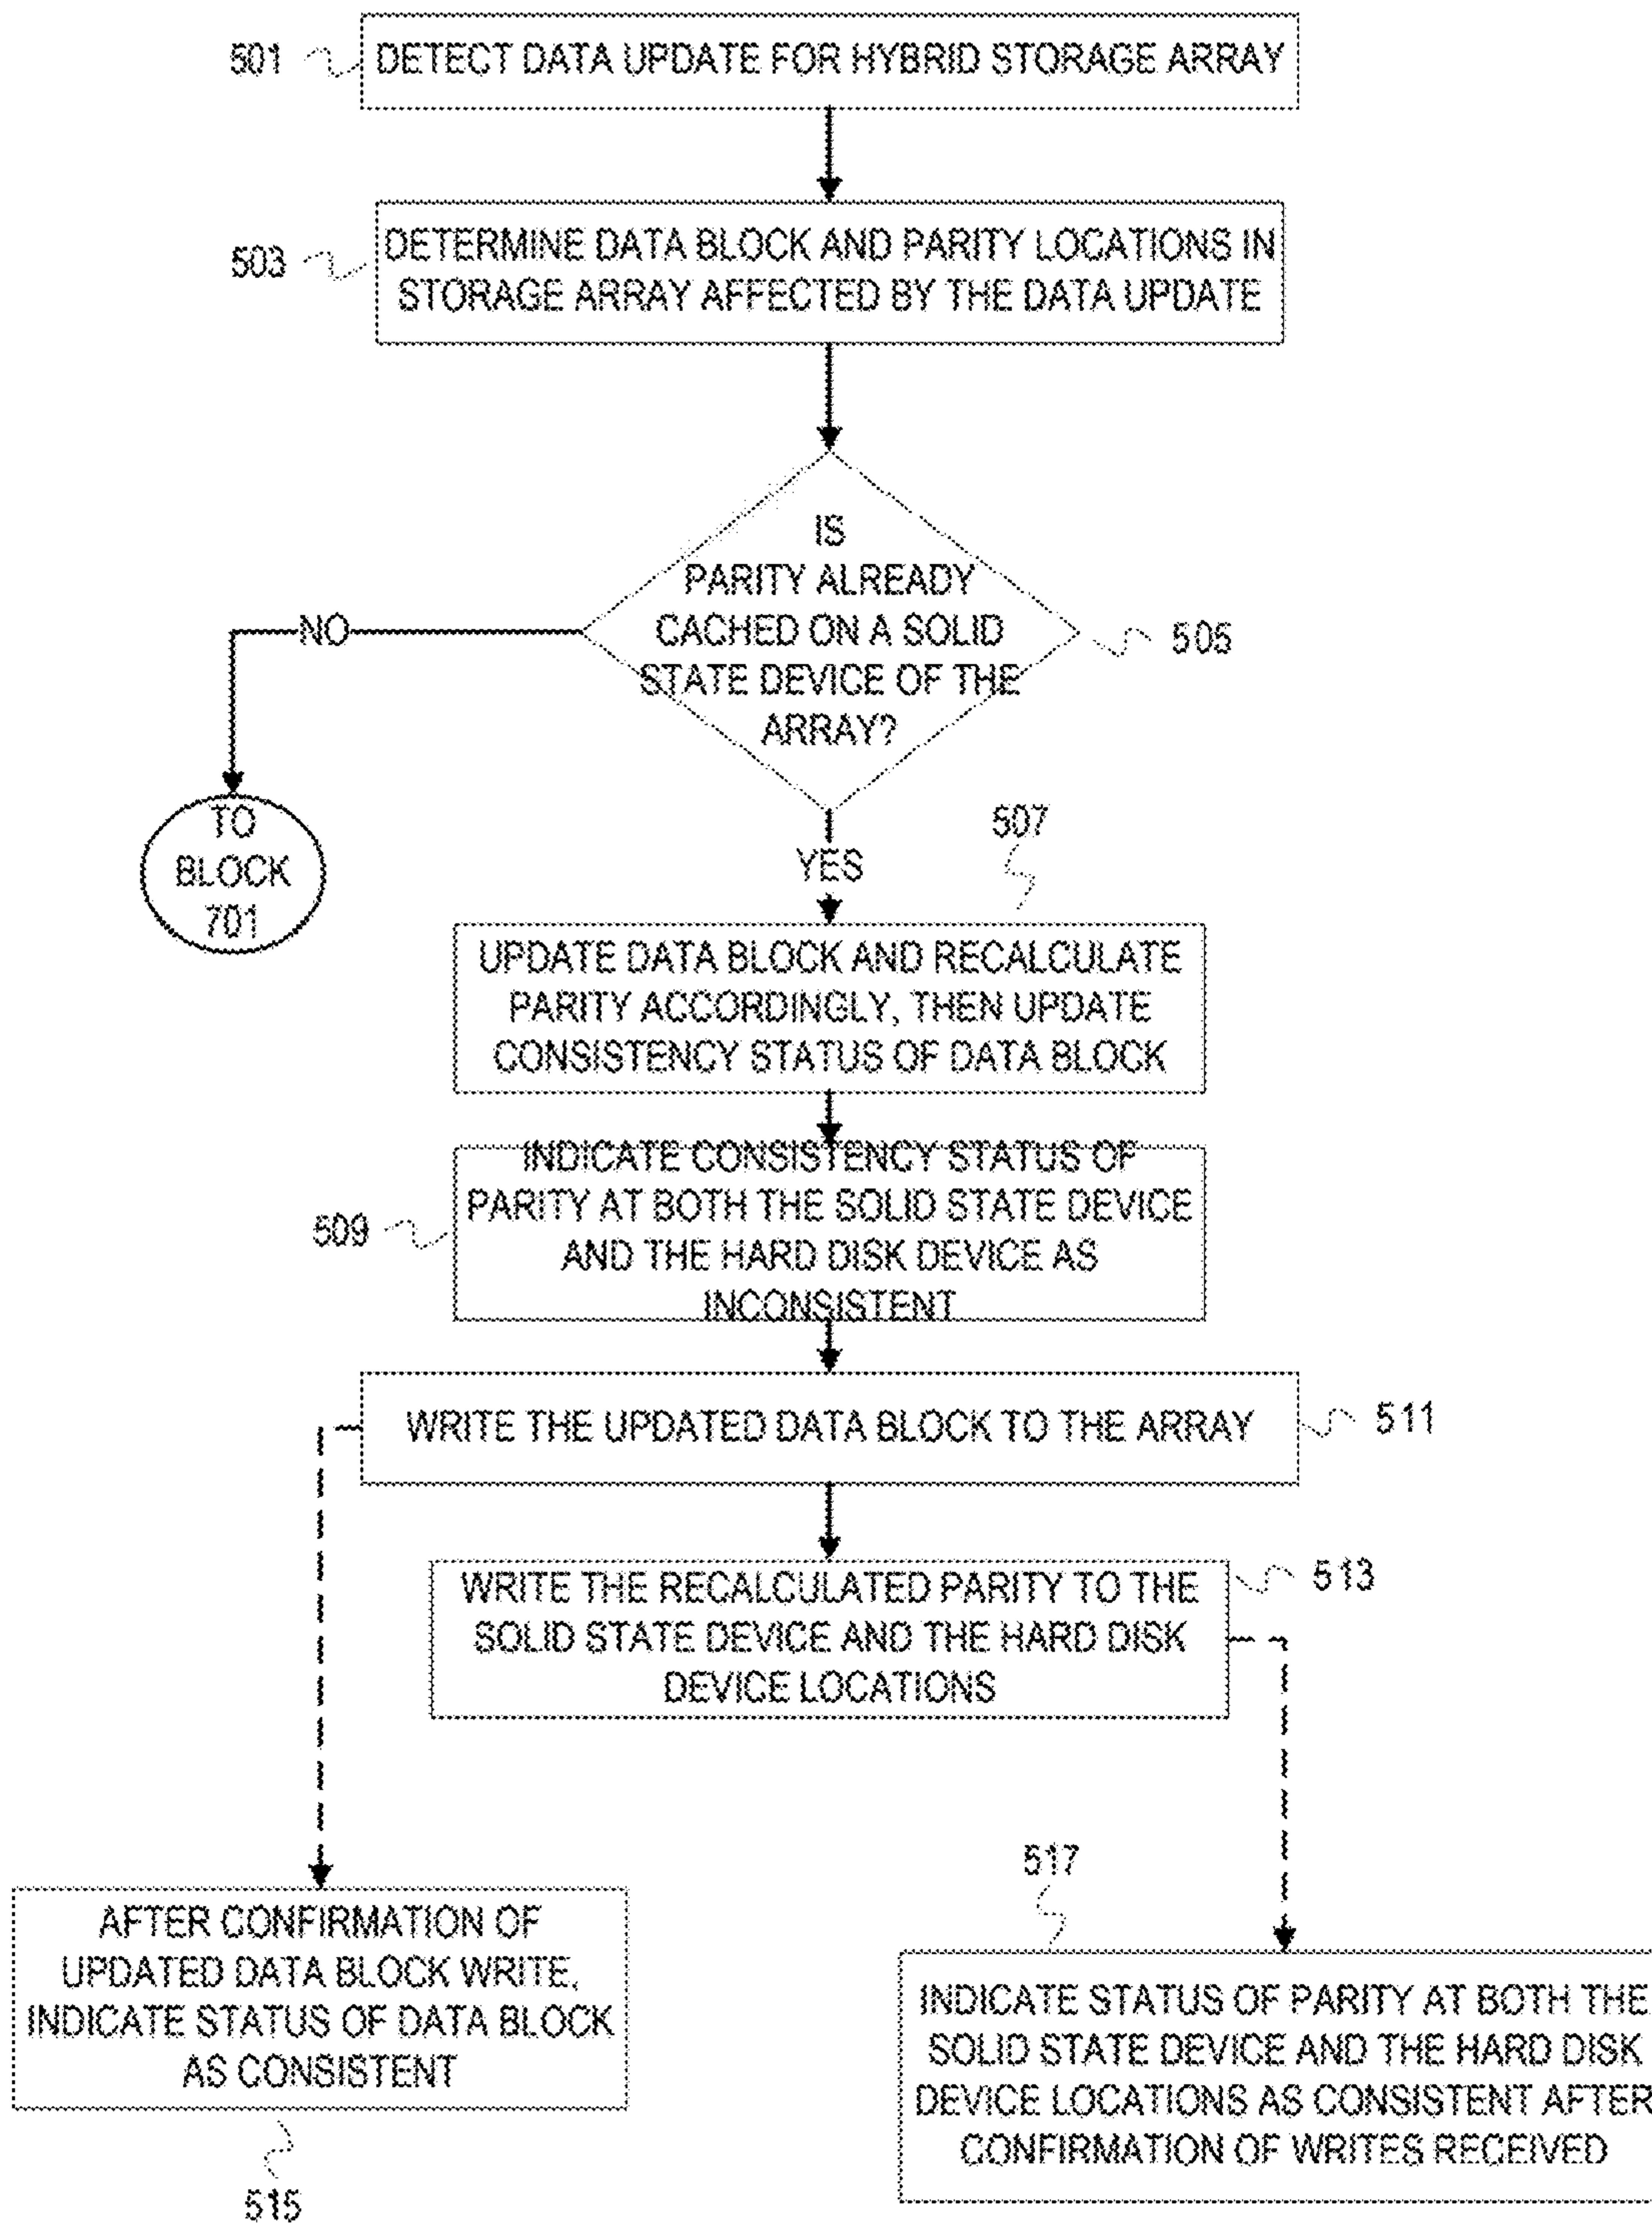 501
DETECT DATA UPDATE FOR HYBRID STORAGE ARRAY
503
DETERMINE DATA BLOCK AND PARITY LOCATIONS IN
STORAGE ARRAY AFFECTED BY THE DATA UPDATE
IS
PARITY ALREADY
CACHED ON A SOLID
STATE DEVICE OF THE
ARRAY?
505
NO
TO
BLOCK
701
YES
507
UPDATE DATA BLOCK AND RECALCULATE
PARITY ACCORDINGLY, THEN UPDATE
CONSISTENCY STATUS OF DATA BLOCK
509
INDICATE CONSISTENCY STATUS OF
PARITY AT BOTH THE SOLID STATE DEVICE
AND THE HARD DISK DEVICE AS
INCONSISTENT
WRITE THE UPDATED DATA BLOCK TO THE ARRAY
511
WRITE THE RECALCULATED PARITY TO THE
SOLID STATE DEVICE AND THE HARD DISK
DEVICE LOCATIONS
513
AFTER CONFIRMATION OF
UPDATED DATA BLOCK WRITE,
INDICATE STATUS OF DATA BLOCK
AS CONSISTENT
515
517
INDICATE STATUS OF PARITY AT BOTH THE
SOLID STATE DEVICE AND THE HARD DISK
DEVICE LOCATIONS AS CONSISTENT AFTER
CONFIRMATION OF WRITES RECEIVED